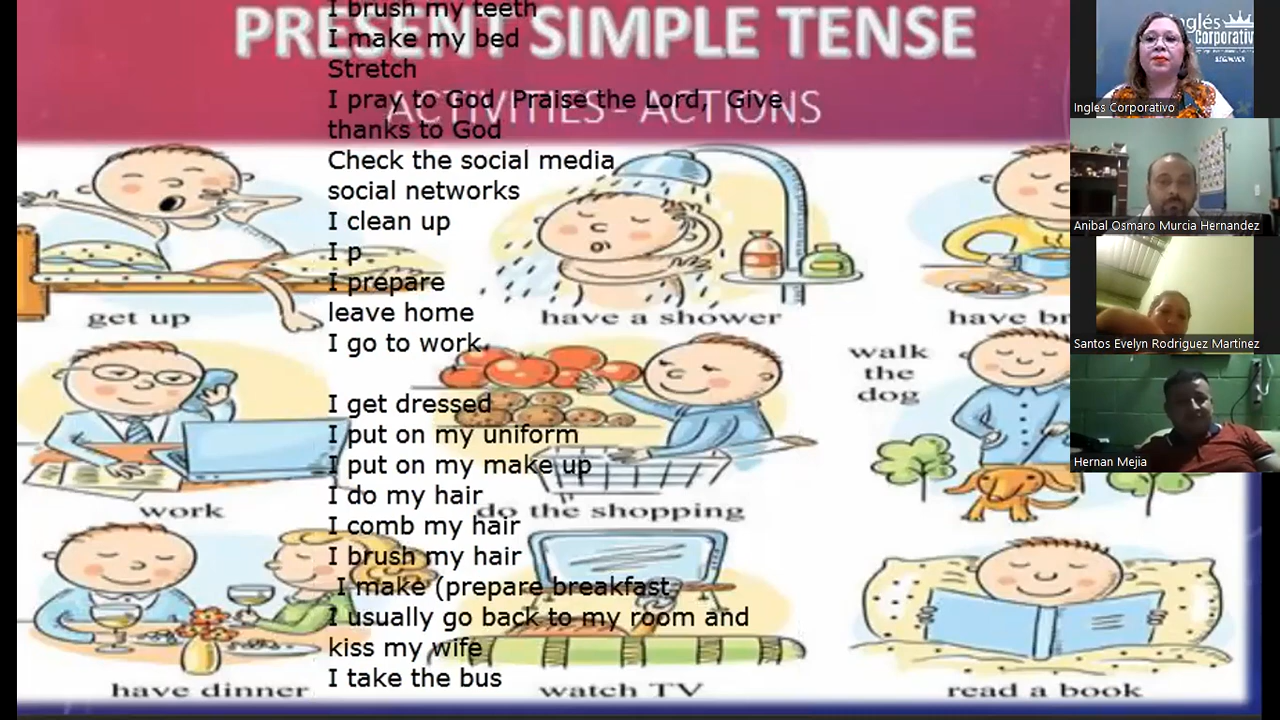 PRESENT SIMPLE TENSE
ACTIVITIES - ACTIONS
I brush my teeth
I make my bed
Stretch
I pray to God  Praise the Lord,  Give
thanks to God
Check the social media
social networks
I clean up
I p
I prepare
leave home
I go to work.
I get dressed
I put on my uniform
I put on my make up
I do my hair
I comb my hair
I brush my hair
I make (prepare breakfast
I usually go back to my room and
kiss my wife
I take the bus
get up
have a shower
have br
work
do the shopping
walk
the
dog
have dinner
watch TV
read a book
Inglés
Corporativ
Ingles Corporativo
Anibal Osmaro Murcia Hernandez
Santos Evelyn Rodriguez Martinez
Hernan Mejia